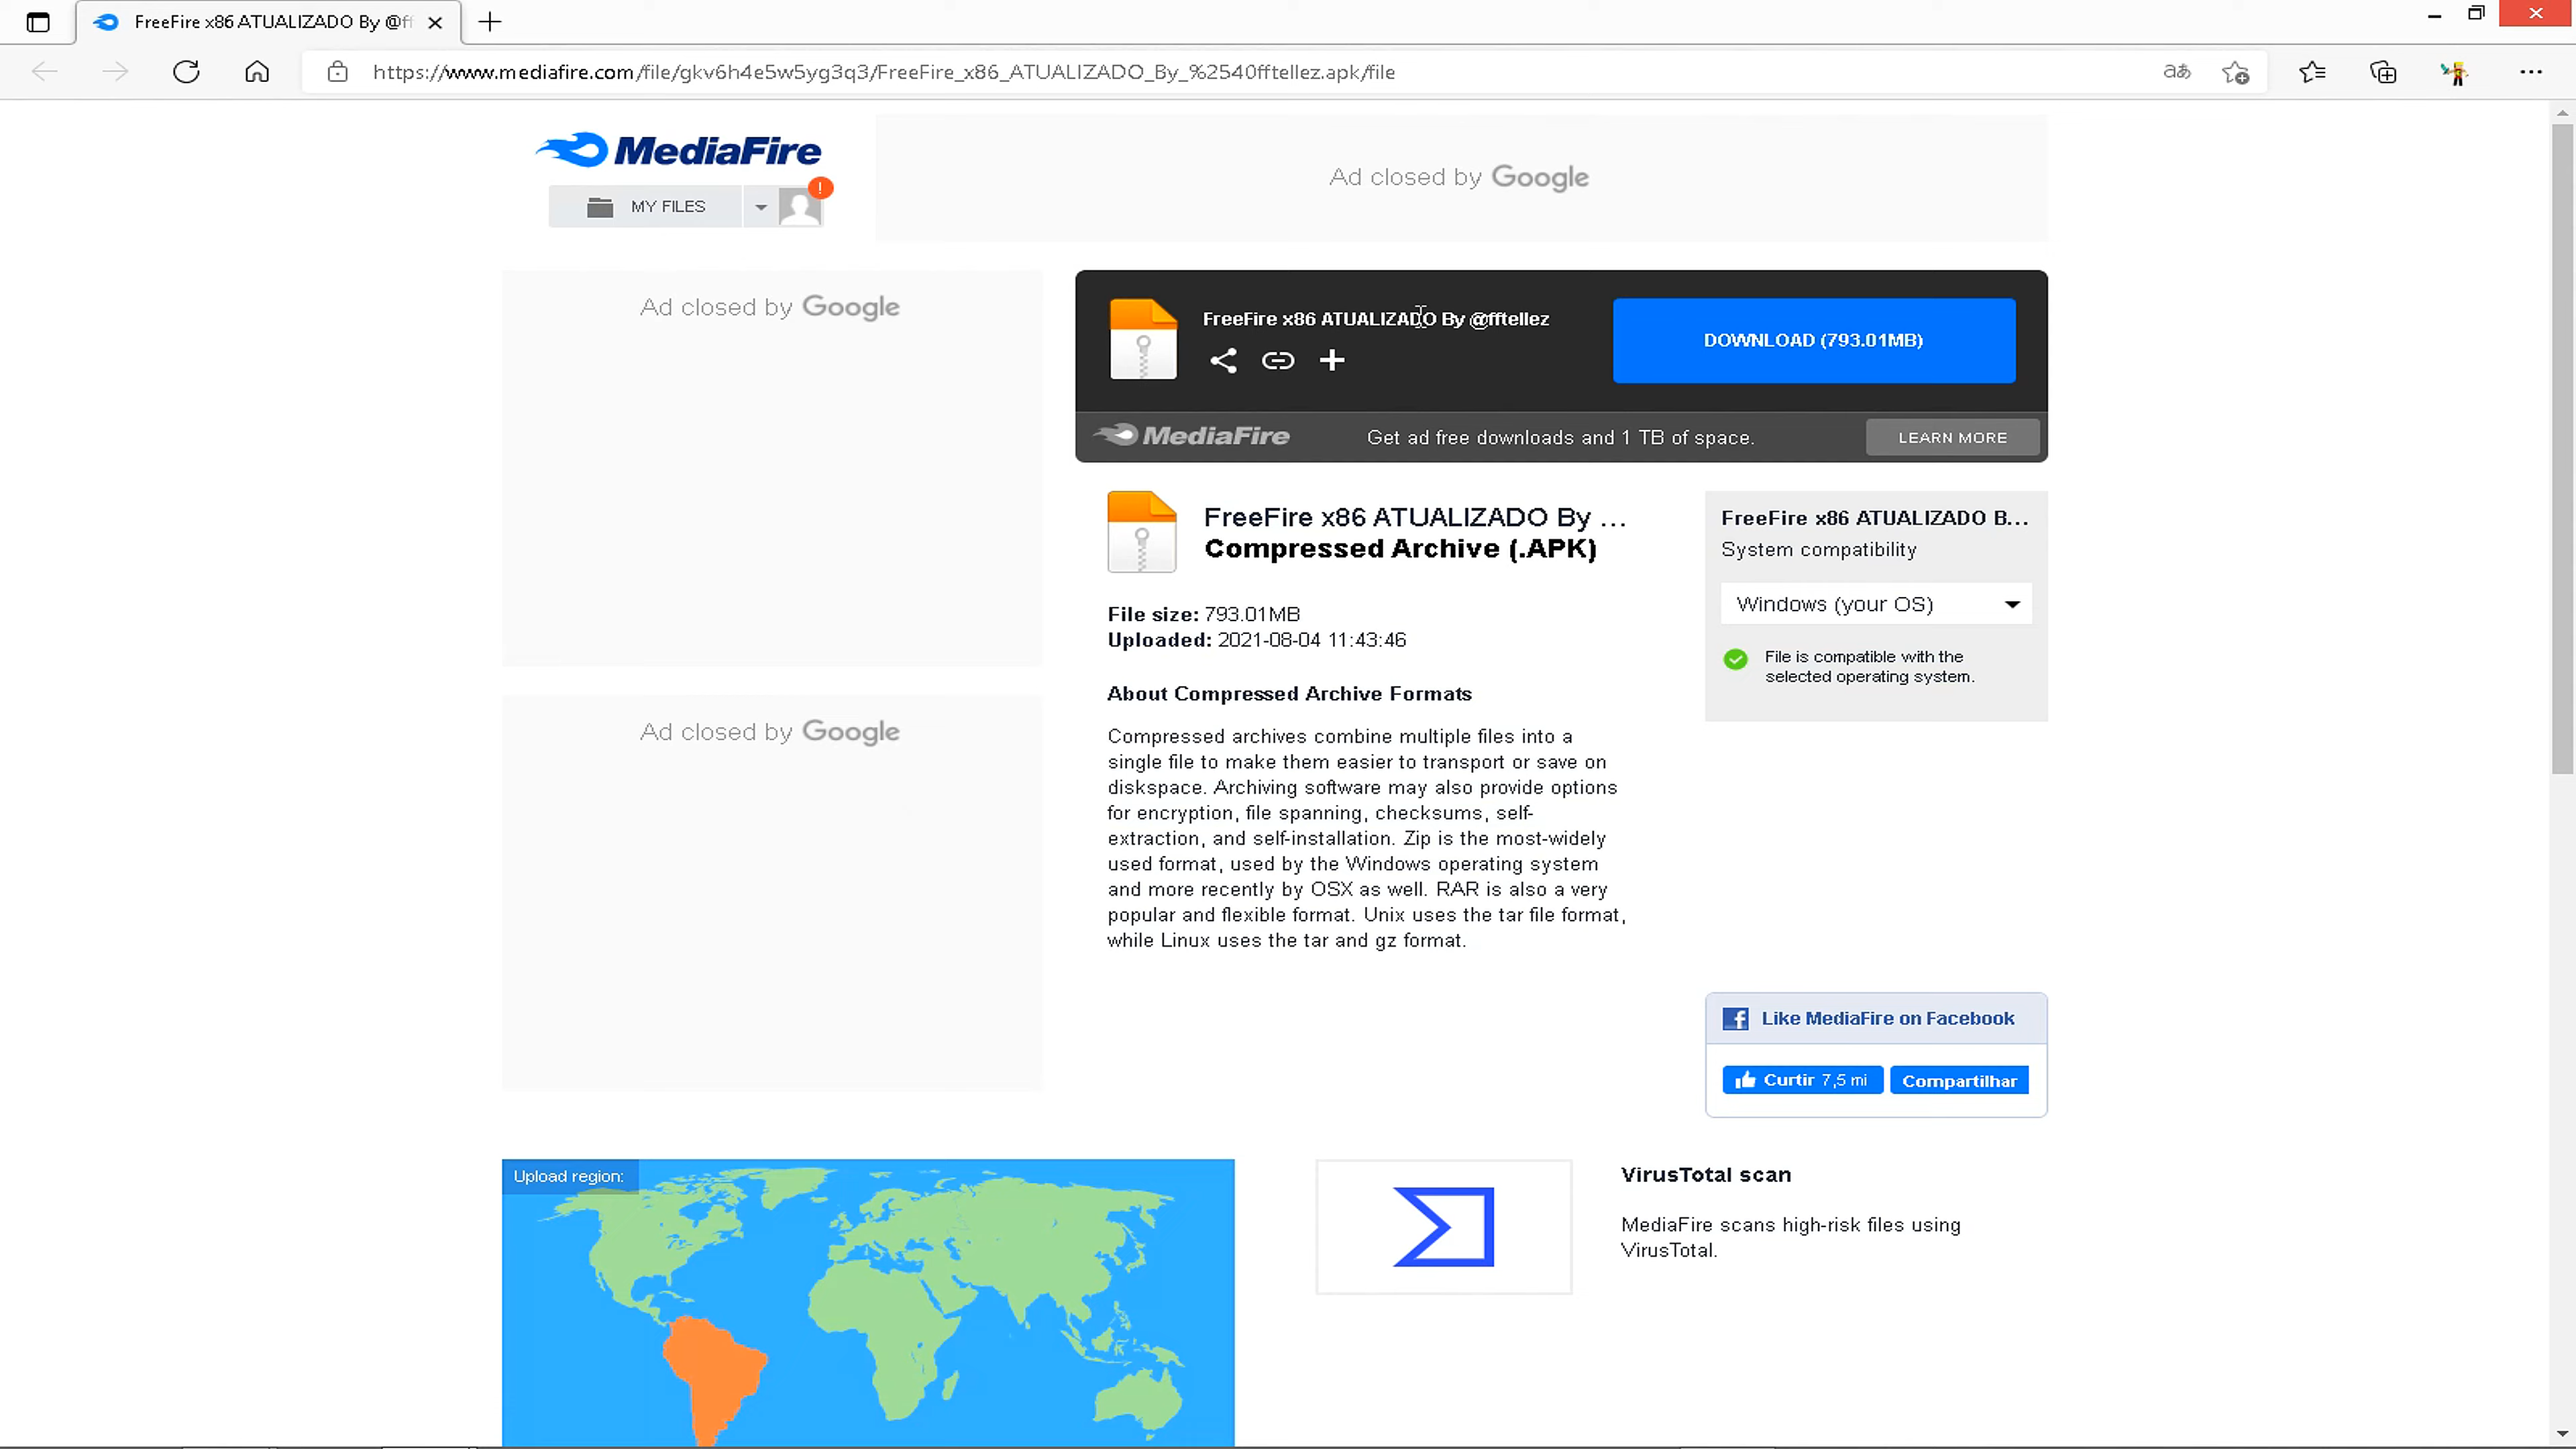 FreeFire x86 ATUALIZADO By @ff
https://www.mediafire.com/file/gkv6h4e5w5yg3q3/FreeFire_x86_ATUALIZADO_By_%2540fftellez.apk/file
MediaFire
MY FILES
Ad closed by Google
Ad closed by Google
FreeFire x86 ATUALIZADO By @fftellez
DOWNLOAD (793.01MB)
MediaFire
Get ad free downloads and 1 TB of space.
LEARN MORE
FreeFire x86 ATUALIZADO By ...
Compressed Archive (.APK)
File size: 793.01MB
Uploaded: 2021-08-04 11:43:46
About Compressed Archive Formats
Compressed archives combine multiple files into a
single file to make them easier to transport or save on
diskspace. Archiving software may also provide options
for encryption, file spanning, checksums, self-
extraction, and self-installation. Zip is the most-widely
used format, used by the Windows operating system
and more recently by OSX as well. RAR is also a very
popular and flexible format. Unix uses the tar file format,
while Linux uses the tar and gz format.
FreeFire x86 ATUALIZADO B...
System compatibility
Windows (your OS)
File is compatible with the
selected operating system.
Ad closed by Google
Like MediaFire on Facebook
Curtir 7,5 mi
Compartilhar
Upload region:
VirusTotal scan
MediaFire scans high-risk files using
VirusTotal.